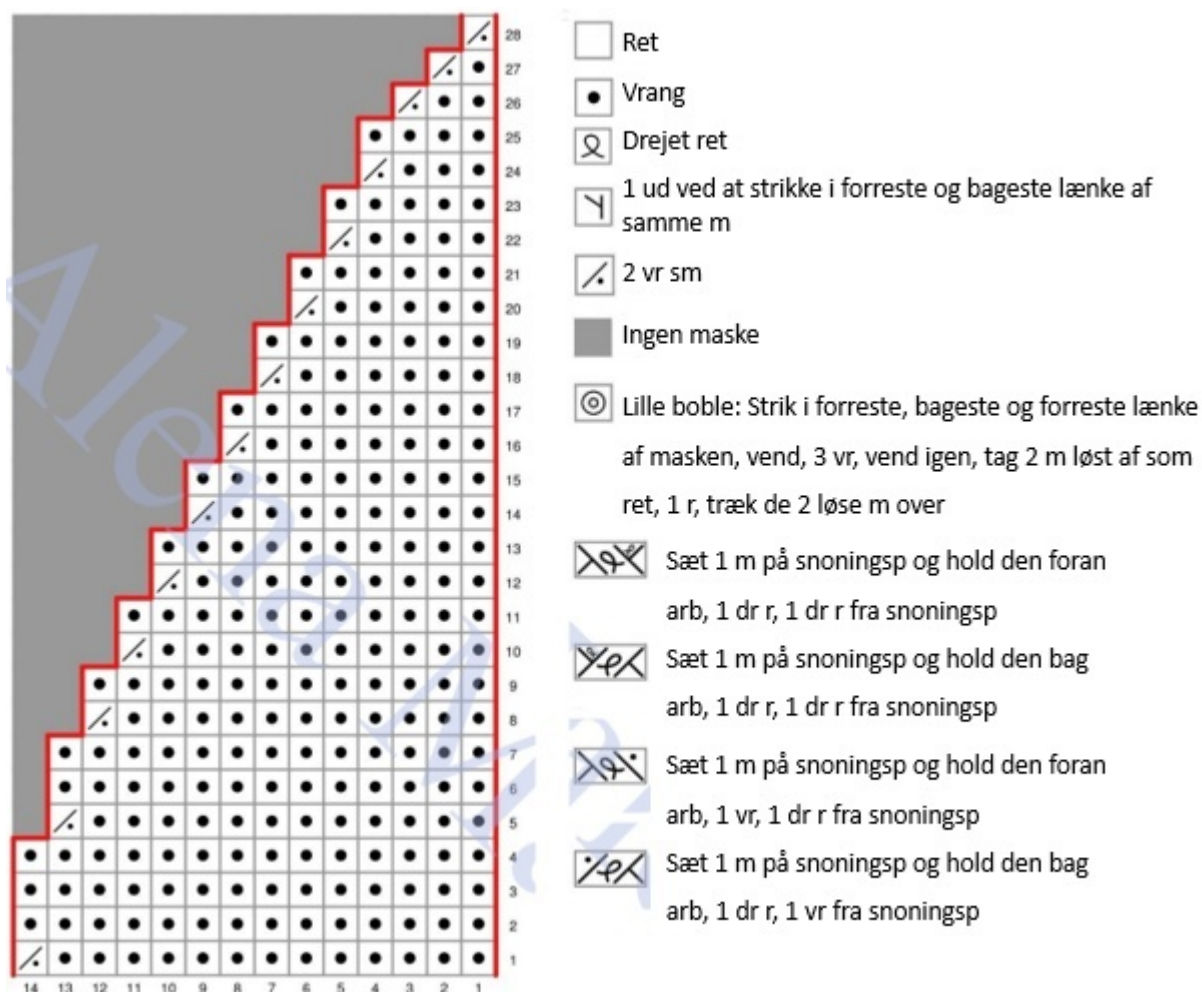 28
27
26
25
24
23
22
21
20
19
18
17
16
15
14
13
12
11
10
9
8
7
6
5
4
3
2
1
14 13 12 11 10 9 8 7 6 5 4 3 2 1
Ret
Vrang
Drejet ret
1 ud ved at strikke i forreste og bageste lænke af
samme m
2 vr sm
Ingen maske
Lille boble: Strik i forreste, bageste og forreste lænke
af masken, vend, 3 vr, vend igen, tag 2 m løst af som
ret, 1 r, træk de 2 løse m over
Sæt 1 m på snoningsp og hold den foran
arb, 1 dr r, 1 dr r fra snoningsp
Sæt 1 m på snoningsp og hold den bag
arb, 1 dr r, 1 dr r fra snoningsp
Sæt 1 m på snoningsp og hold den foran
arb, 1 vr, 1 dr r fra snoningsp
Sæt 1 m på snoningsp og hold den bag
arb, 1 dr r, 1 vr fra snoningsp
Alena